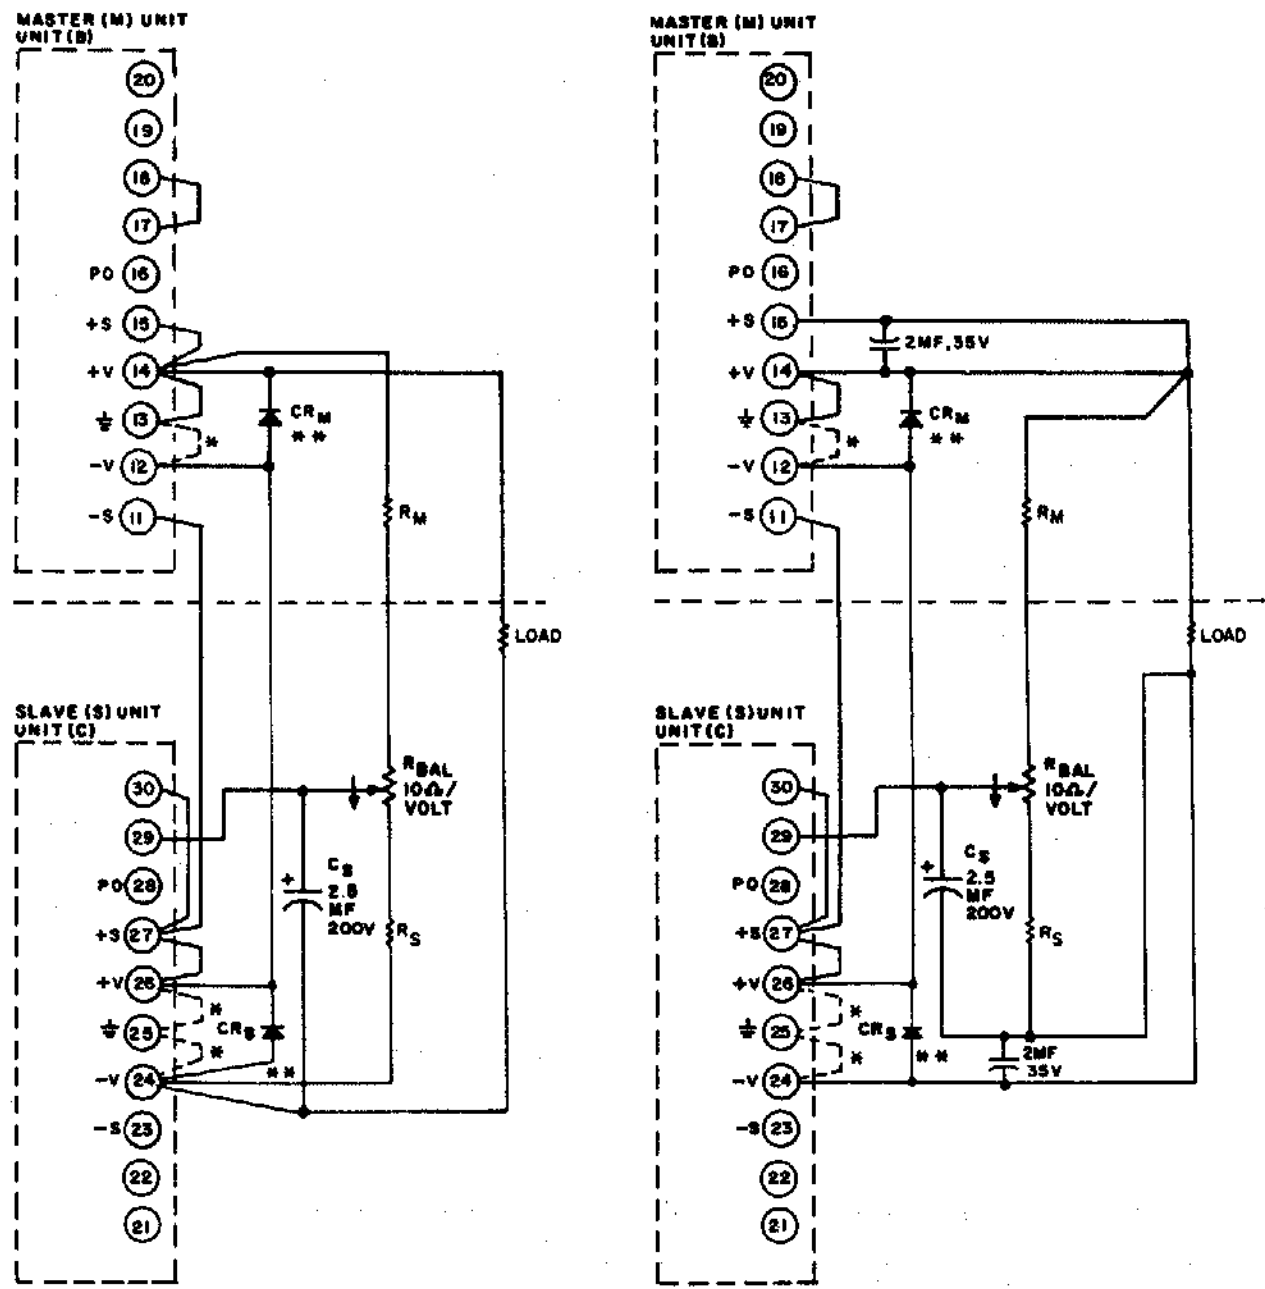 MASTER (M) UNIT
UNIT (B)
20
19
18
17
PO 16
+S 15
+V 14
13
*
-V 12
-S 11
CRM
**
RM
LOAD
SLAVE (S) UNIT
UNIT (C)
30
29
PO 28
+S 27
+V 26
*
25
*
-V 24
-S 23
22
21
RBAL
10Ω/
VOLT
+
CS
2.5
MF
200V
RS
CRS
**
MASTER (M) UNIT
UNIT (B)
20
19
18
17
PO 16
+S 15
2MF, 35V
+V 14
13
*
-V 12
-S 11
CRM
**
RM
LOAD
SLAVE (S) UNIT
UNIT (C)
30
29
PO 28
+S 27
+V 26
*
25
*
-V 24
-S 23
22
21
RBAL
10Ω/
VOLT
+
CS
2.5
MF
200V
RS
CRS
**
2MF
35V